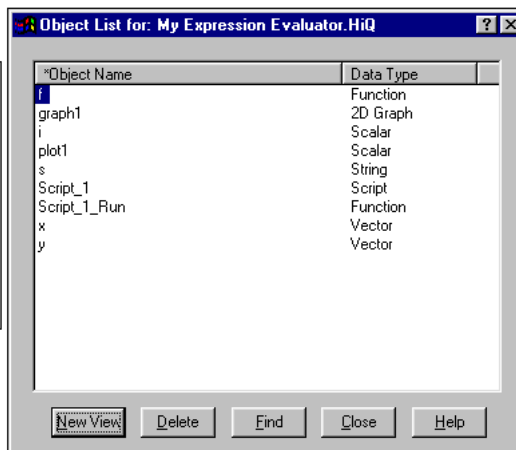 Object List for: My Expression Evaluator.HiQ
*Object Name Data Type
f Function
graph1 2D Graph
i Scalar
plot1 Scalar
s String
Script_1 Script
Script_1_Run Function
x Vector
y Vector
New View Delete Find Close Help